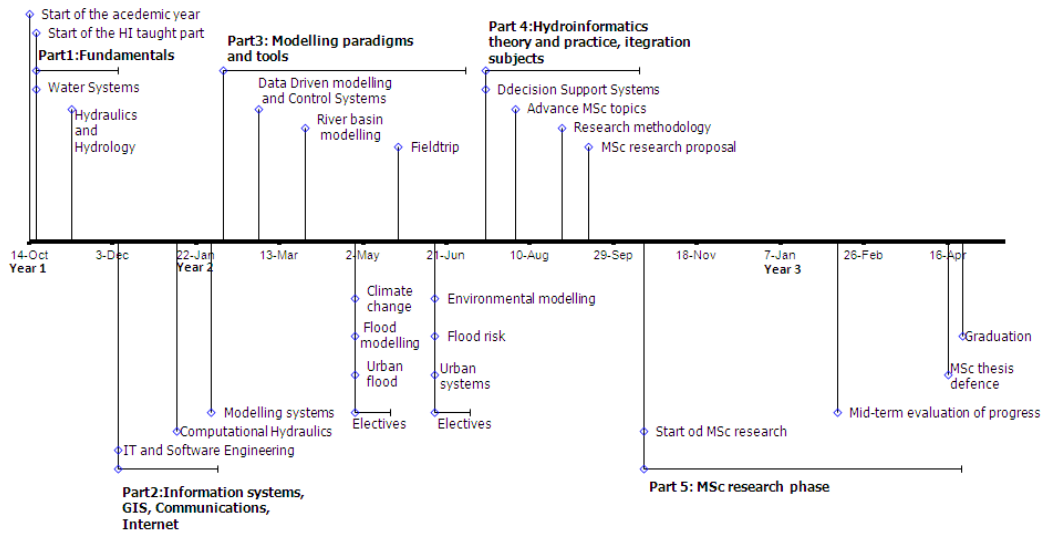 Start of the acedemic year
Start of the HI taught part
Part1:Fundamentals
Water Systems
Hydraulics
and
Hydrology
Part3: Modelling paradigms
and tools
Data Driven modelling
and Control Systems
River basin
modelling
Fieldtrip
Part 4:Hydroinformatics
theory and practice, itegration
subjects
Ddecision Support Systems
Advance MSc topics
Research methodology
MSc research proposal
14-Oct
3-Dec
22-Jan
13-Mar
2-May
21-Jun
10-Aug
29-Sep
18-Nov
7-Jan
26-Feb
16-Apr
Year 1
Year 2
Year 3
Climate
change
Flood
modelling
Urban
flood
Electives
Environmental modelling
Flood risk
Urban
systems
Electives
Modelling systems
Computational Hydraulics
IT and Software Engineering
Part2:Information systems,
GIS, Communications,
Internet
Start od MSc research
Part 5: MSc research phase
Graduation
MSc thesis
defence
Mid-term evaluation of progress